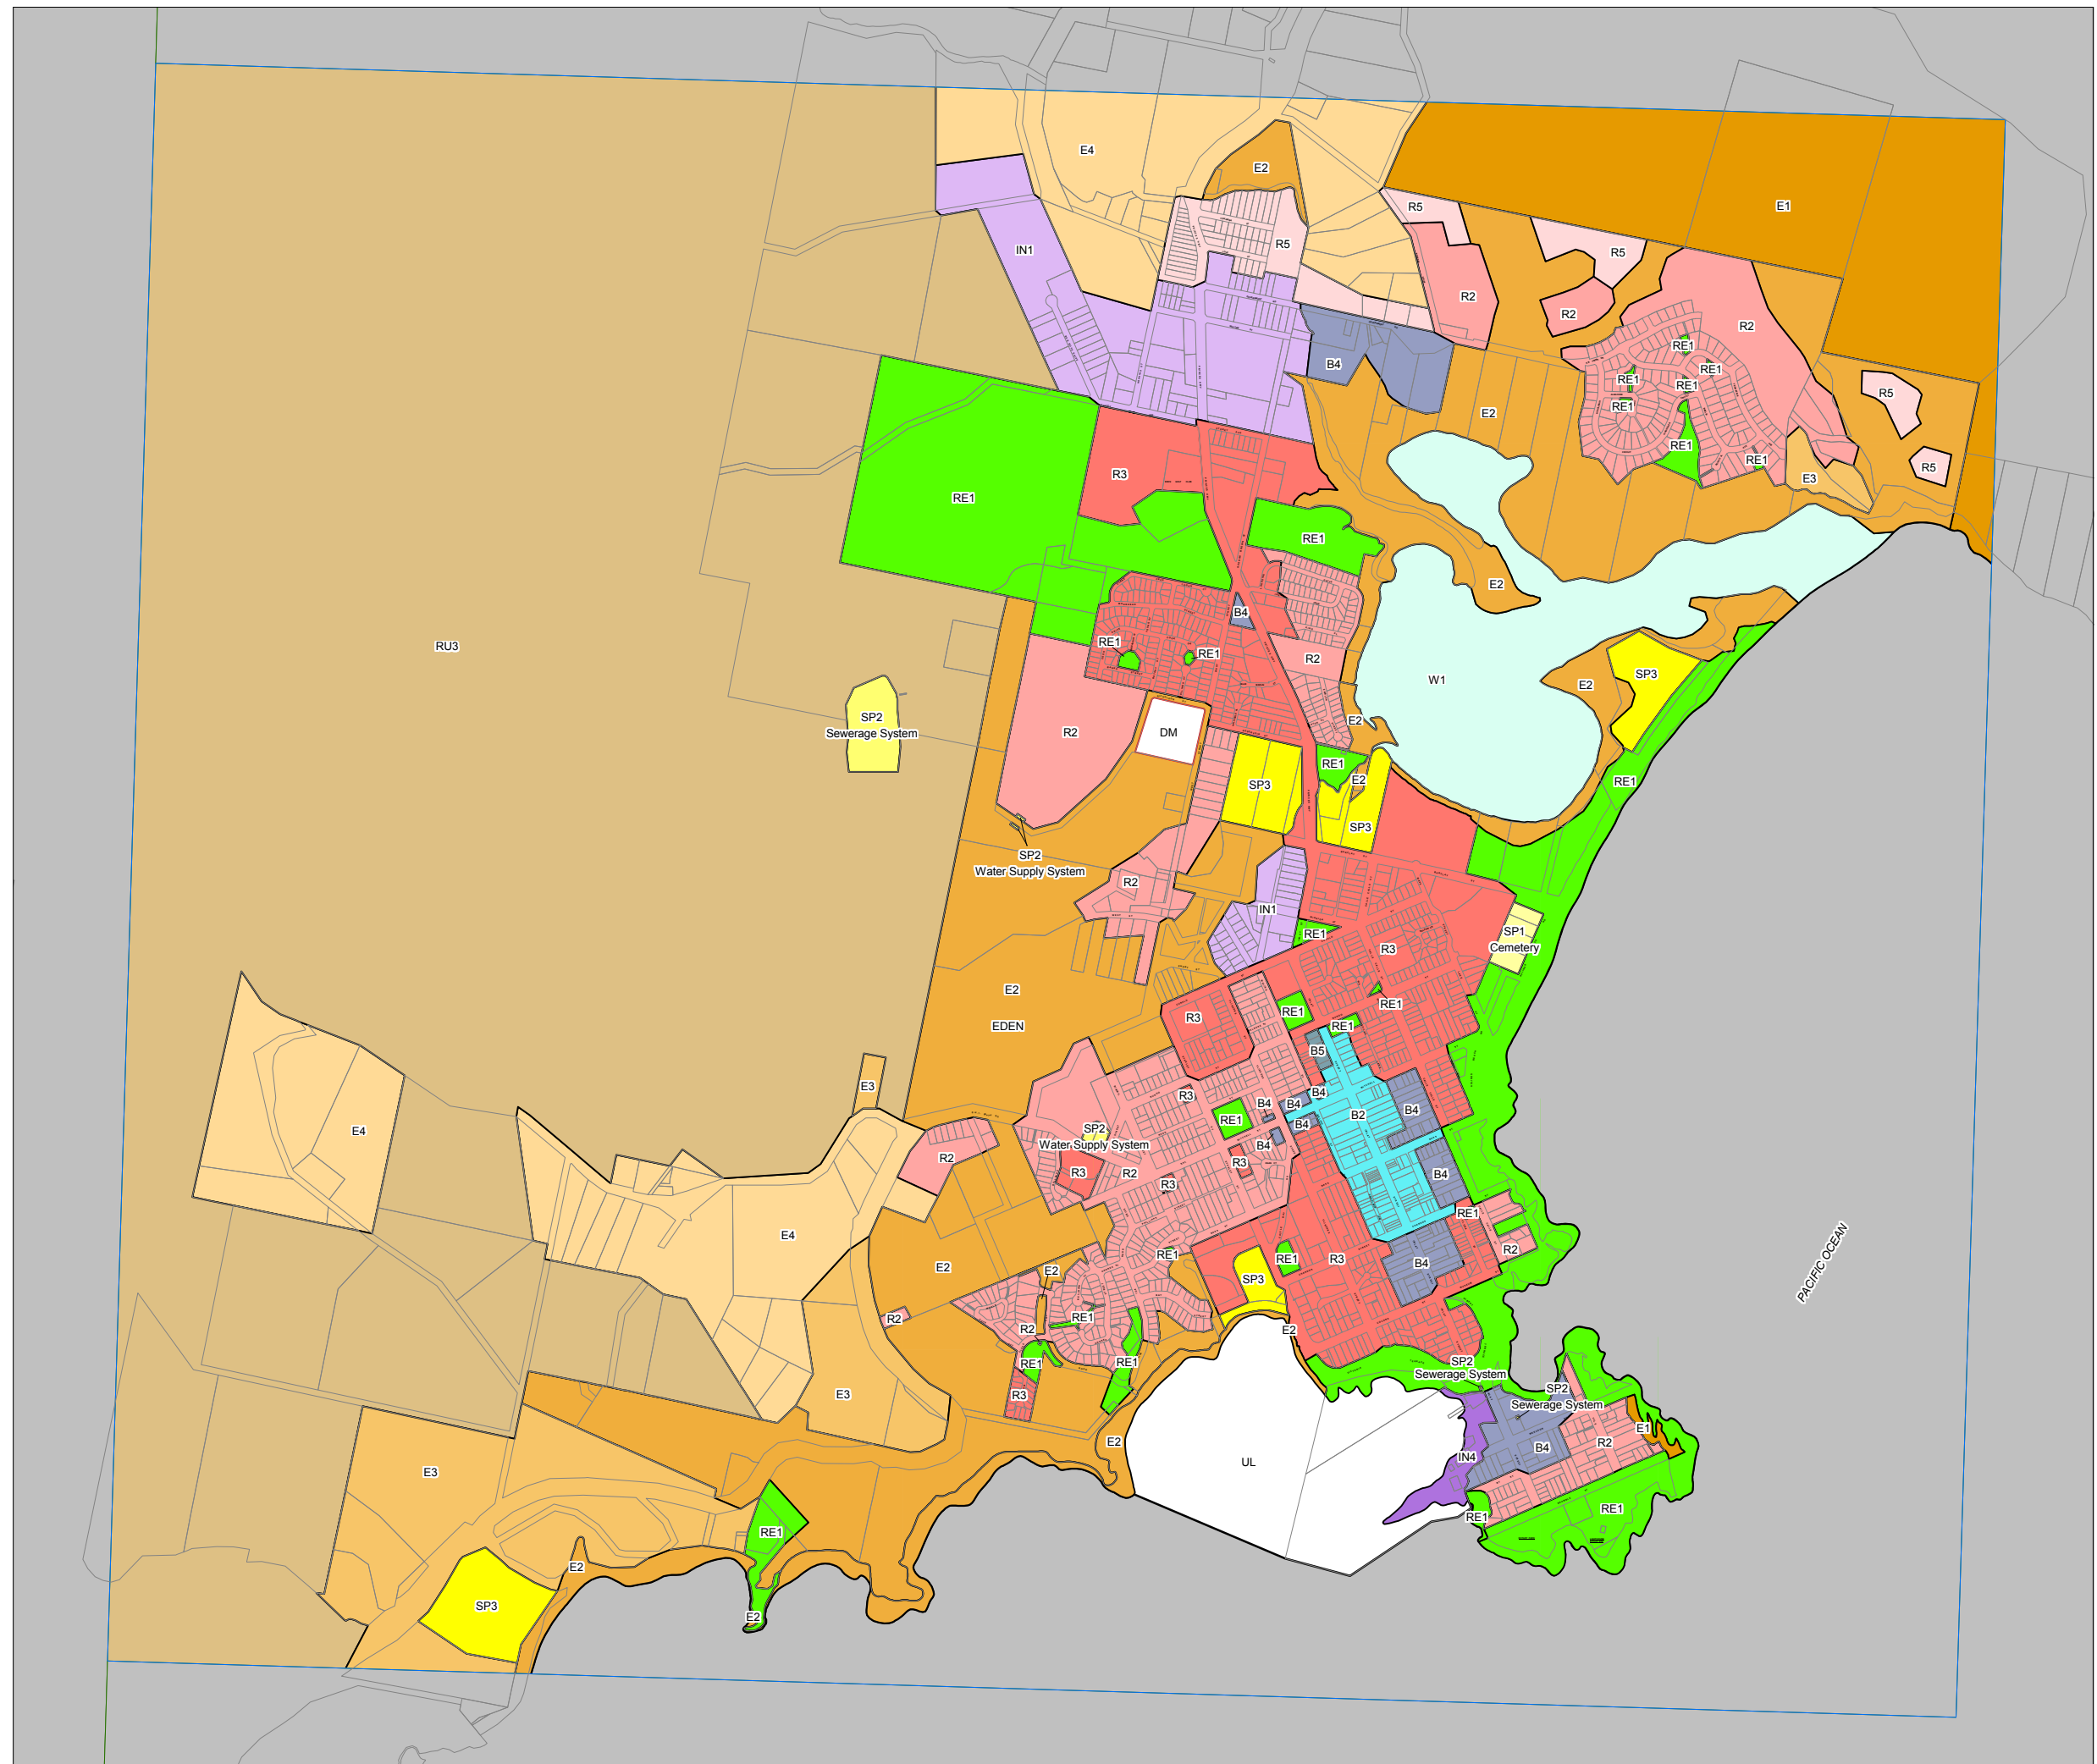 E4
E2
E1
R5
R5
R5
IN1
R2
R2
R2
B4
RE1
RE1
RE1
RE1
RE1
R5
E2
RE1
RE1
R5
R3
E3
RE1
RE1
E2
B4
RE1
RE1
R2
RU3
W1
E2
SP3
SP2
Sewerage System
R2
DM
E2
RE1
RE1
SP3
E2
SP3
SP2
Water Supply System
R2
IN1
RE1
SP1
Cemetery
R3
E2
RE1
EDEN
R3
RE1
RE1
B5
E3
R3
B4
B4
B4
B2
B4
E4
SP2
Water Supply System
RE1
B4
B4
R2
R3
R2
R3
R3
B4
RE1
E4
RE1
RE1
R3
R2
E2
E2
SP3
B4
PACIFIC OCEAN
R2
RE1
R2
E2
RE1
RE1
SP2
Sewerage System
E3
R3
SP2
Sewerage System
E1
E2
R2
B4
IN4
E3
UL
RE1
RE1
RE1
E2
SP3
E2